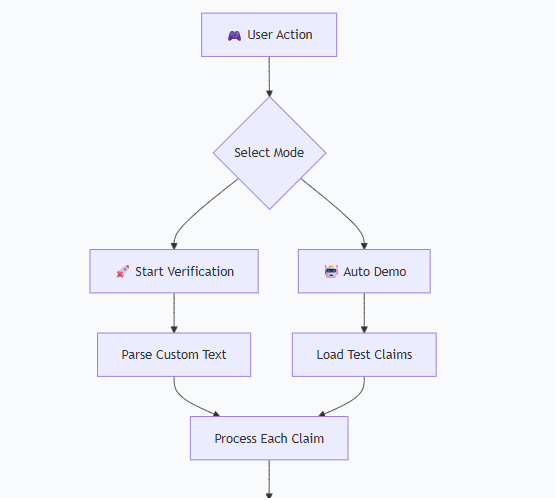 🎮 User Action
Select Mode
🚀 Start Verification
🤖 Auto Demo
Parse Custom Text
Load Test Claims
Process Each Claim